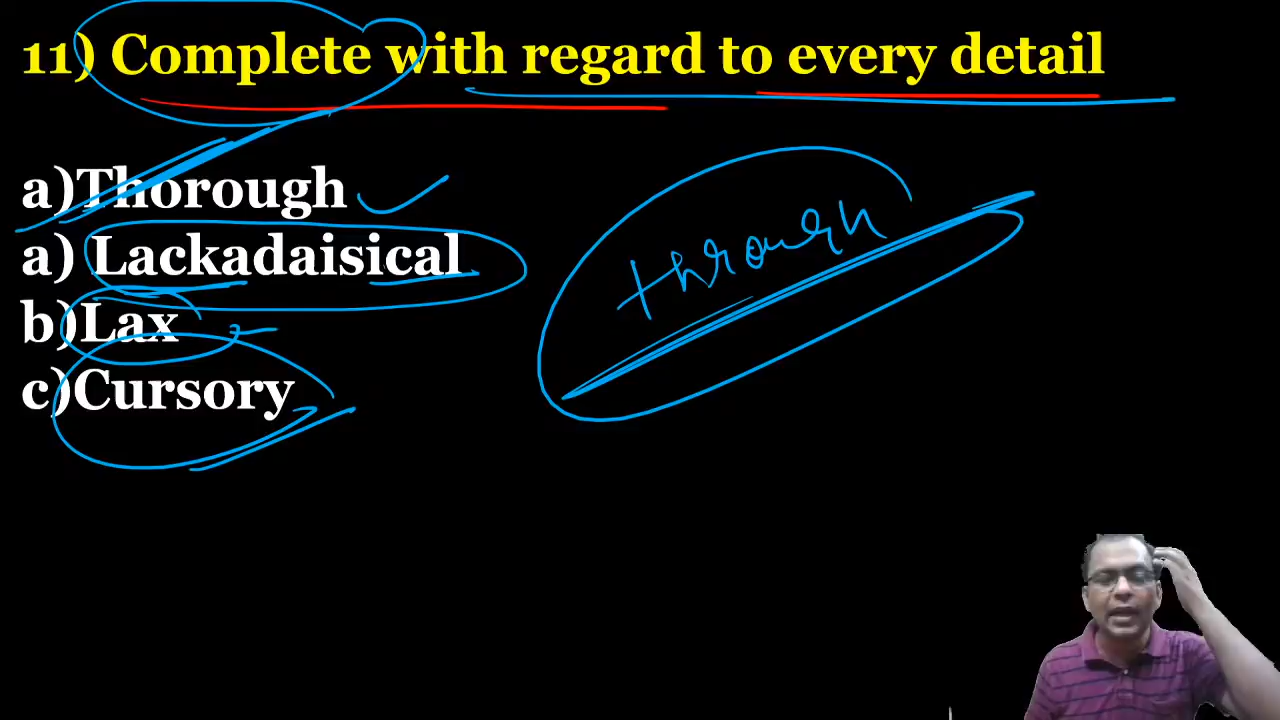 11) Complete with regard to every detail
a)Thorough
a) Lackadaisical
b)Lax
c)Cursory
through